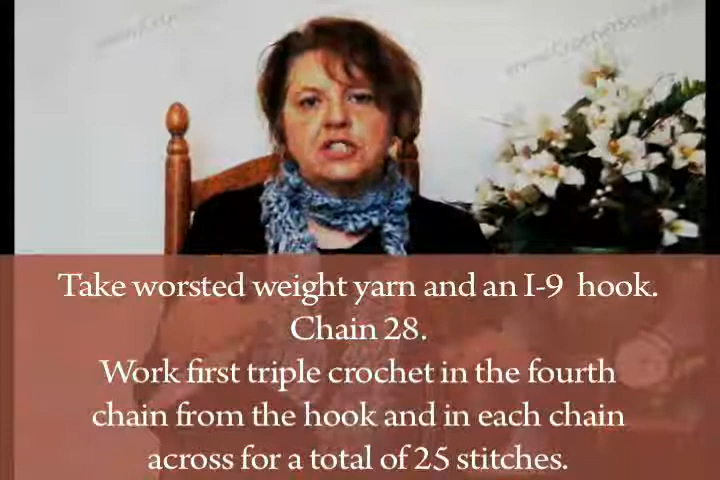 Take worsted weight yarn and an I-9 hook.
Chain 28.
Work first triple crochet in the fourth
chain from the hook and in each chain
across for a total of 25 stitches.